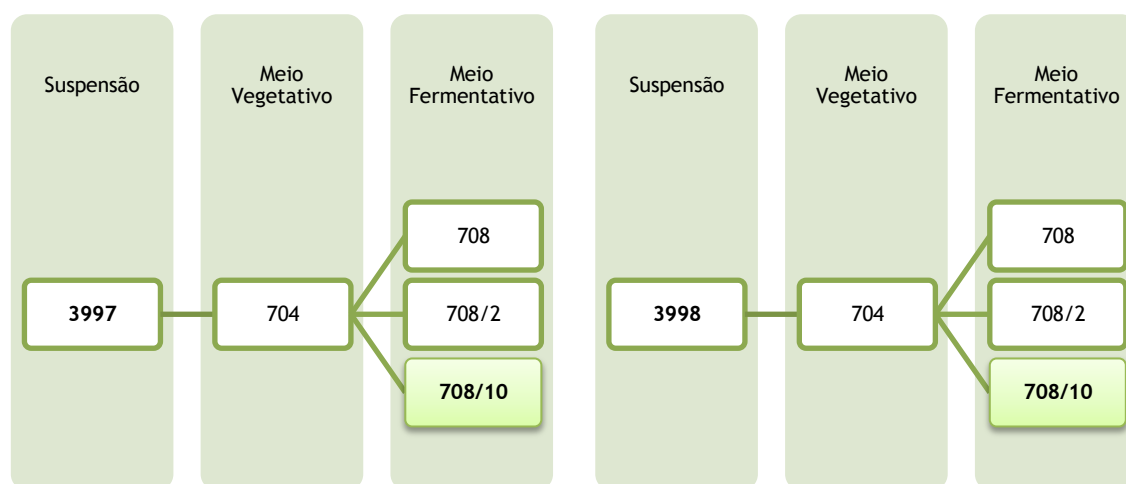 Suspensão
Meio
Vegetativo
Meio
Fermentativo
3997
704
708
708/2
708/10
Suspensão
Meio
Vegetativo
Meio
Fermentativo
3998
704
708
708/2
708/10